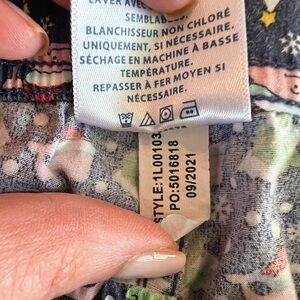 LAVER AVEC
SEMBLABLES.
BLANCHISSEUR NON CHLORÉ
UNIQUEMENT, SI NÉCESSAIRE.
SÉCHAGE EN MACHINE À BASSE
TEMPÉRATURE.
REPASSER À FER MOYEN SI
NÉCESSAIRE.
STYLE:1L00103
PO:5016818
09/2021